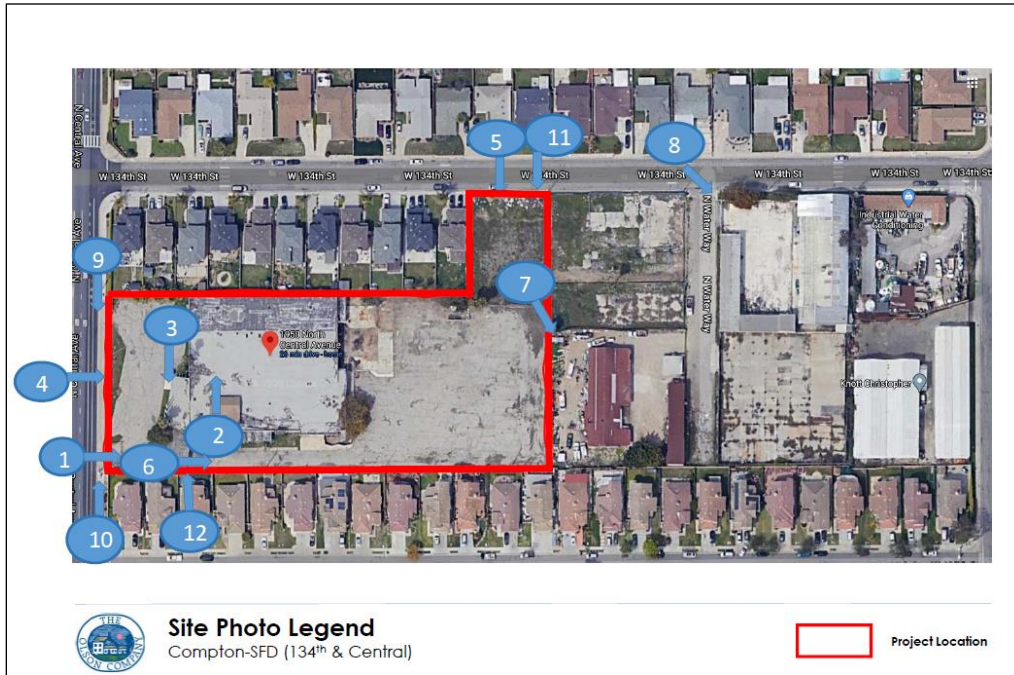 5
11
8
N Central Ave
W 134th St
W 134th St
W 134th St
W 134th St
W 134th St
W 134th St
W 134th St
N Water Way
Industrial Water
Conditioning
9
7
N Water Way
3
Central Avenue
4
Knott Christopher
2
1
6
10
12
THE
OLSON COMPANY
Site Photo Legend
Compton-SFD (134th & Central)
Project Location